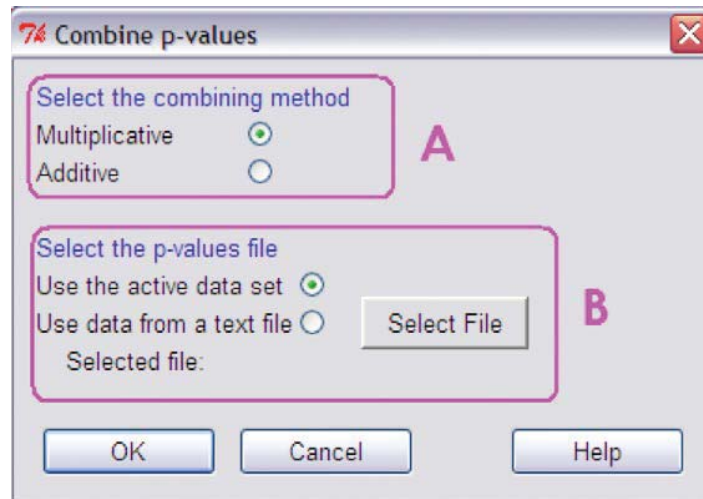 Combine p-values
Select the combining method
Multiplicative
Additive
A
Select the p-values file
Use the active data set
Use data from a text file
Select File
Selected file:
B
OK
Cancel
Help